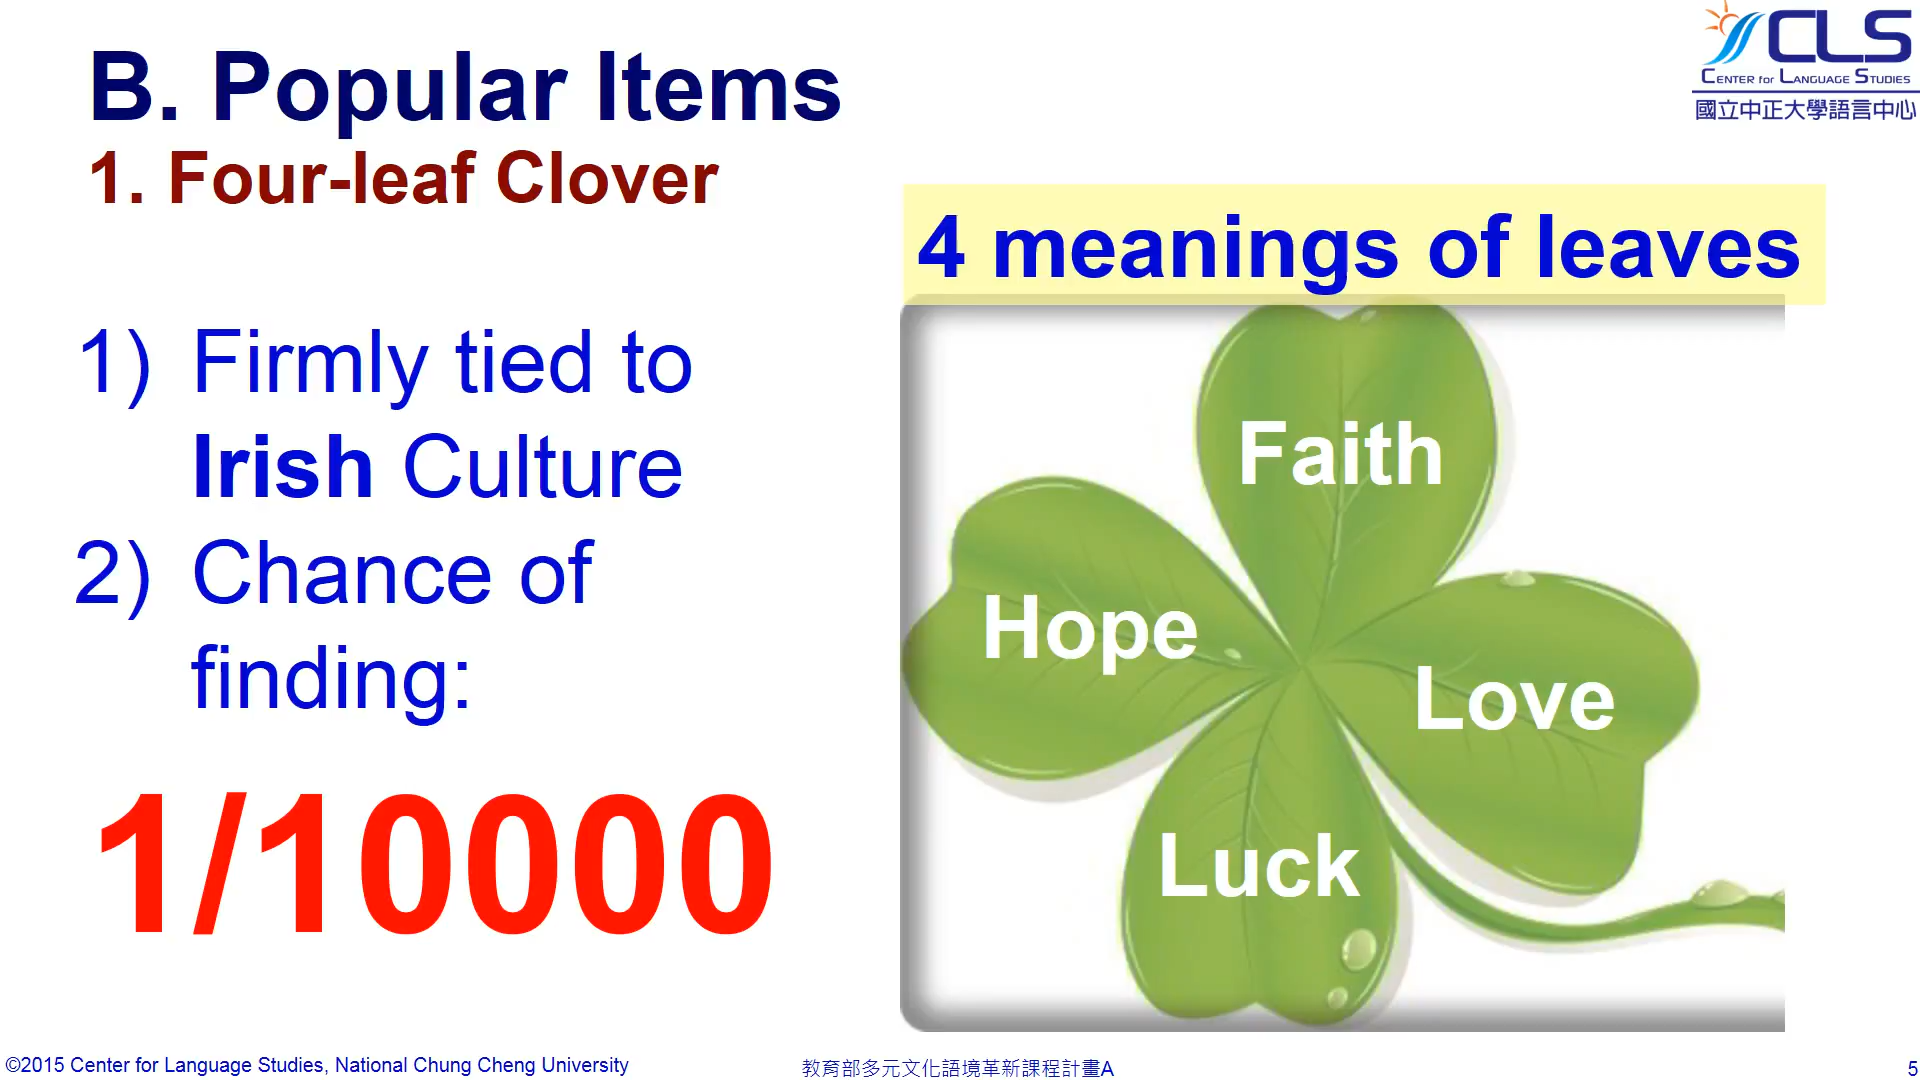 B. Popular Items
1. Four-leaf Clover
CLS
CENTER for LANGUAGE STUDIES
國立中正大學語言中心
1) Firmly tied to
Irish Culture
2) Chance of
finding:
1/10000
4 meanings of leaves
Faith
Hope
Love
Luck
©2015 Center for Language Studies, National Chung Cheng University
教育部多元文化語境革新課程計畫A
5